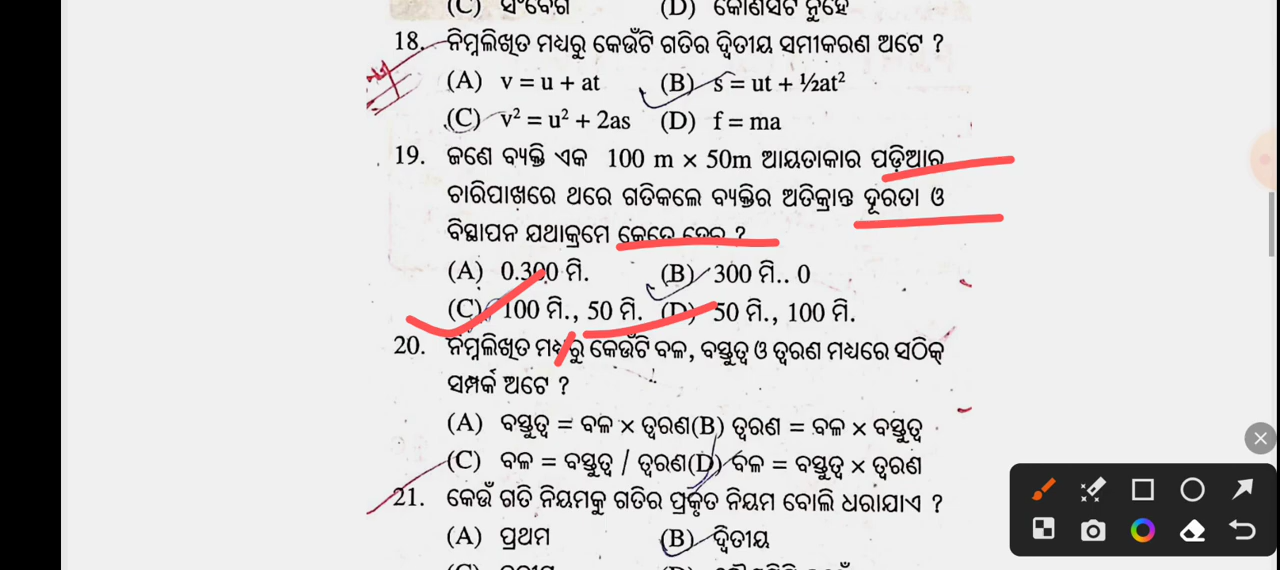 (C) ସଂବେଗ (D) କୌଣସିଟି ନୁହେଁ
18. ନିମ୍ନଲିଖିତ ମଧ୍ୟରୁ କେଉଁଟି ଗତିର ଦ୍ୱିତୀୟ ସମୀକରଣ ଅଟେ ?
(A) v = u + at (B) s = ut + ½at²
(C) v² = u² + 2as (D) f = ma
19. ଜଣେ ବ୍ୟକ୍ତି ଏକ 100 m × 50m ଆୟତାକାର ପଡ଼ିଆର
ଚାରିପାଖରେ ଥରେ ଗତିକଲେ ବ୍ୟକ୍ତିର ଅତିକ୍ରାନ୍ତ ଦୂରତା ଓ
ବିସ୍ଥାପନ ଯଥାକ୍ରମେ କେତେ ହେବ ?
(A) 0.300 ମି. (B) 300 ମି.. 0
(C) 100 ମି., 50 ମି. (D) 50 ମି., 100 ମି.
20. ନିମ୍ନଲିଖିତ ମଧ୍ୟରୁ କେଉଁଟି ବଳ, ବସ୍ତୁତ୍ୱ ଓ ତ୍ୱରଣ ମଧ୍ୟରେ ସଠିକ୍
ସମ୍ପର୍କ ଅଟେ ?
(A) ବସ୍ତୁତ୍ୱ = ବଳ × ତ୍ୱରଣ (B) ତ୍ୱରଣ = ବଳ × ବସ୍ତୁତ୍ୱ
(C) ବଳ = ବସ୍ତୁତ୍ୱ / ତ୍ୱରଣ (D) ବଳ = ବସ୍ତୁତ୍ୱ × ତ୍ୱରଣ
21. କେଉଁ ଗତି ନିୟମକୁ ଗତିର ପ୍ରକୃତ ନିୟମ ବୋଲି ଧରାଯାଏ ?
(A) ପ୍ରଥମ (B) ଦ୍ୱିତୀୟ